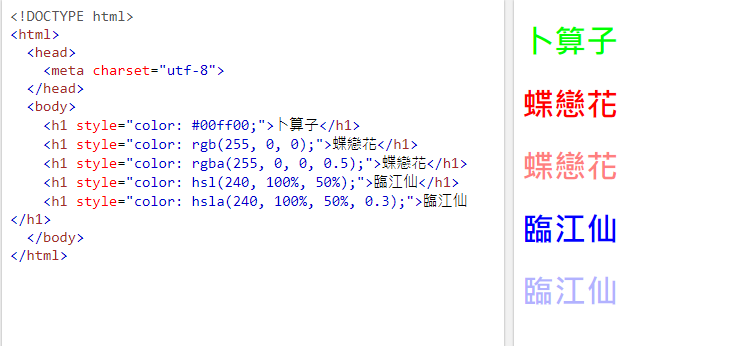 <!DOCTYPE html>
<html>
  <head>
    <meta charset="utf-8">
  </head>
  <body>
    <h1 style="color: #00ff00;">卜算子</h1>
    <h1 style="color: rgb(255, 0, 0);">蝶戀花</h1>
    <h1 style="color: rgba(255, 0, 0, 0.5);">蝶戀花</h1>
    <h1 style="color: hsl(240, 100%, 50%);">臨江仙</h1>
    <h1 style="color: hsla(240, 100%, 50%, 0.3);">臨江仙
</h1>
  </body>
</html>
卜算子
蝶戀花
蝶戀花
臨江仙
臨江仙